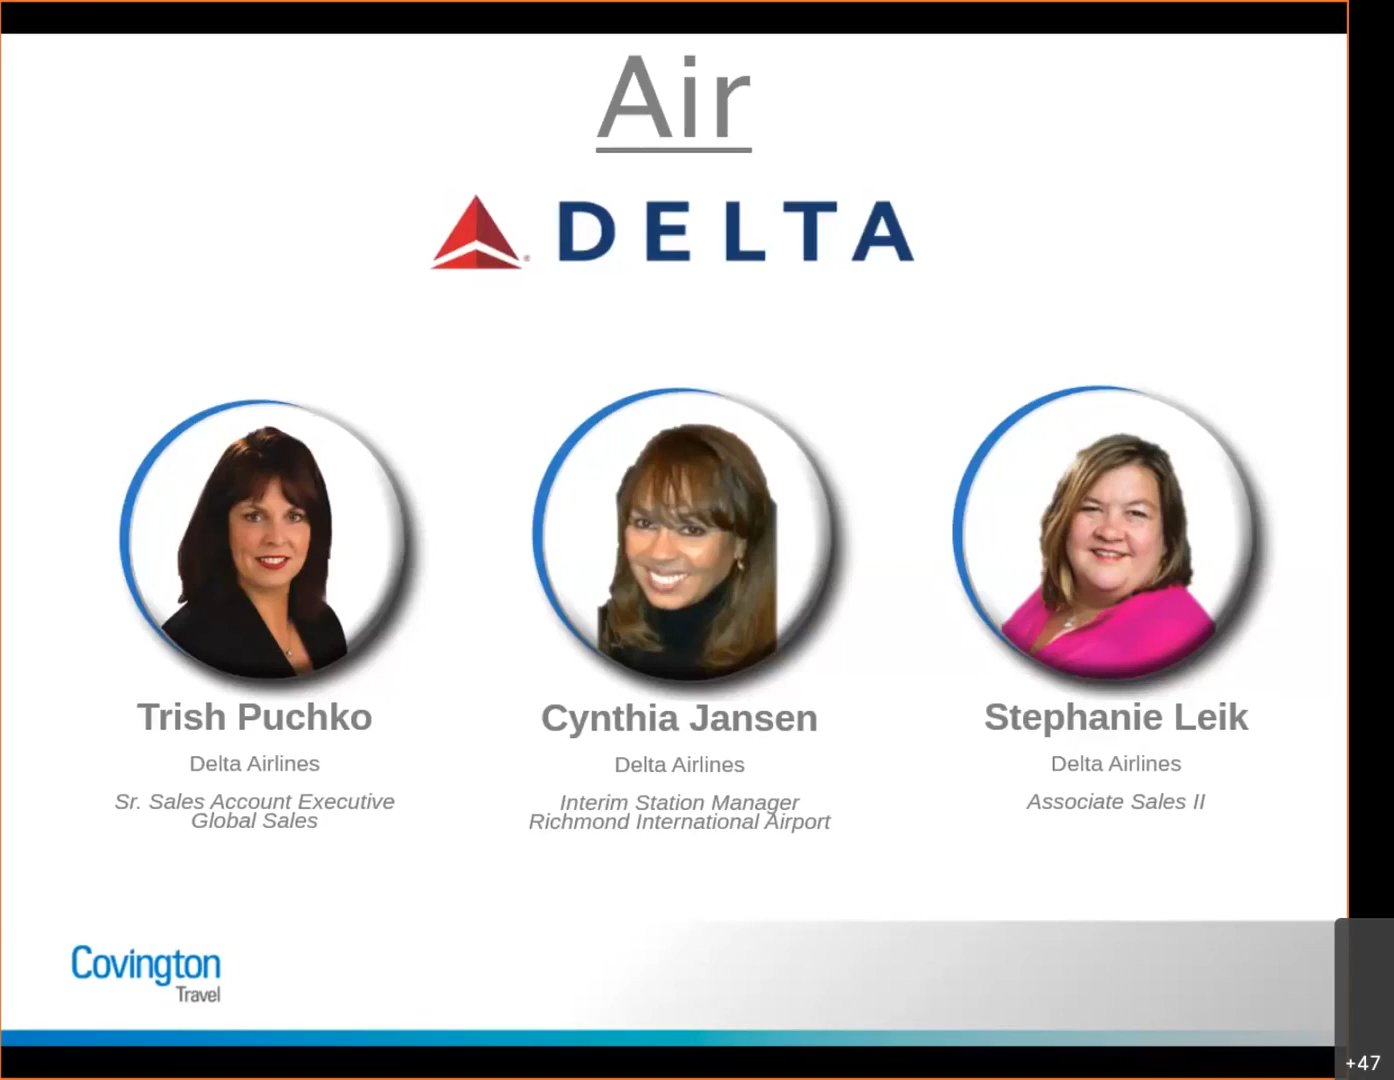 Air
DELTA
Trish Puchko
Delta Airlines
Sr. Sales Account Executive
Global Sales
Cynthia Jansen
Delta Airlines
Interim Station Manager
Richmond International Airport
Stephanie Leik
Delta Airlines
Associate Sales II
Covington
Travel
+47